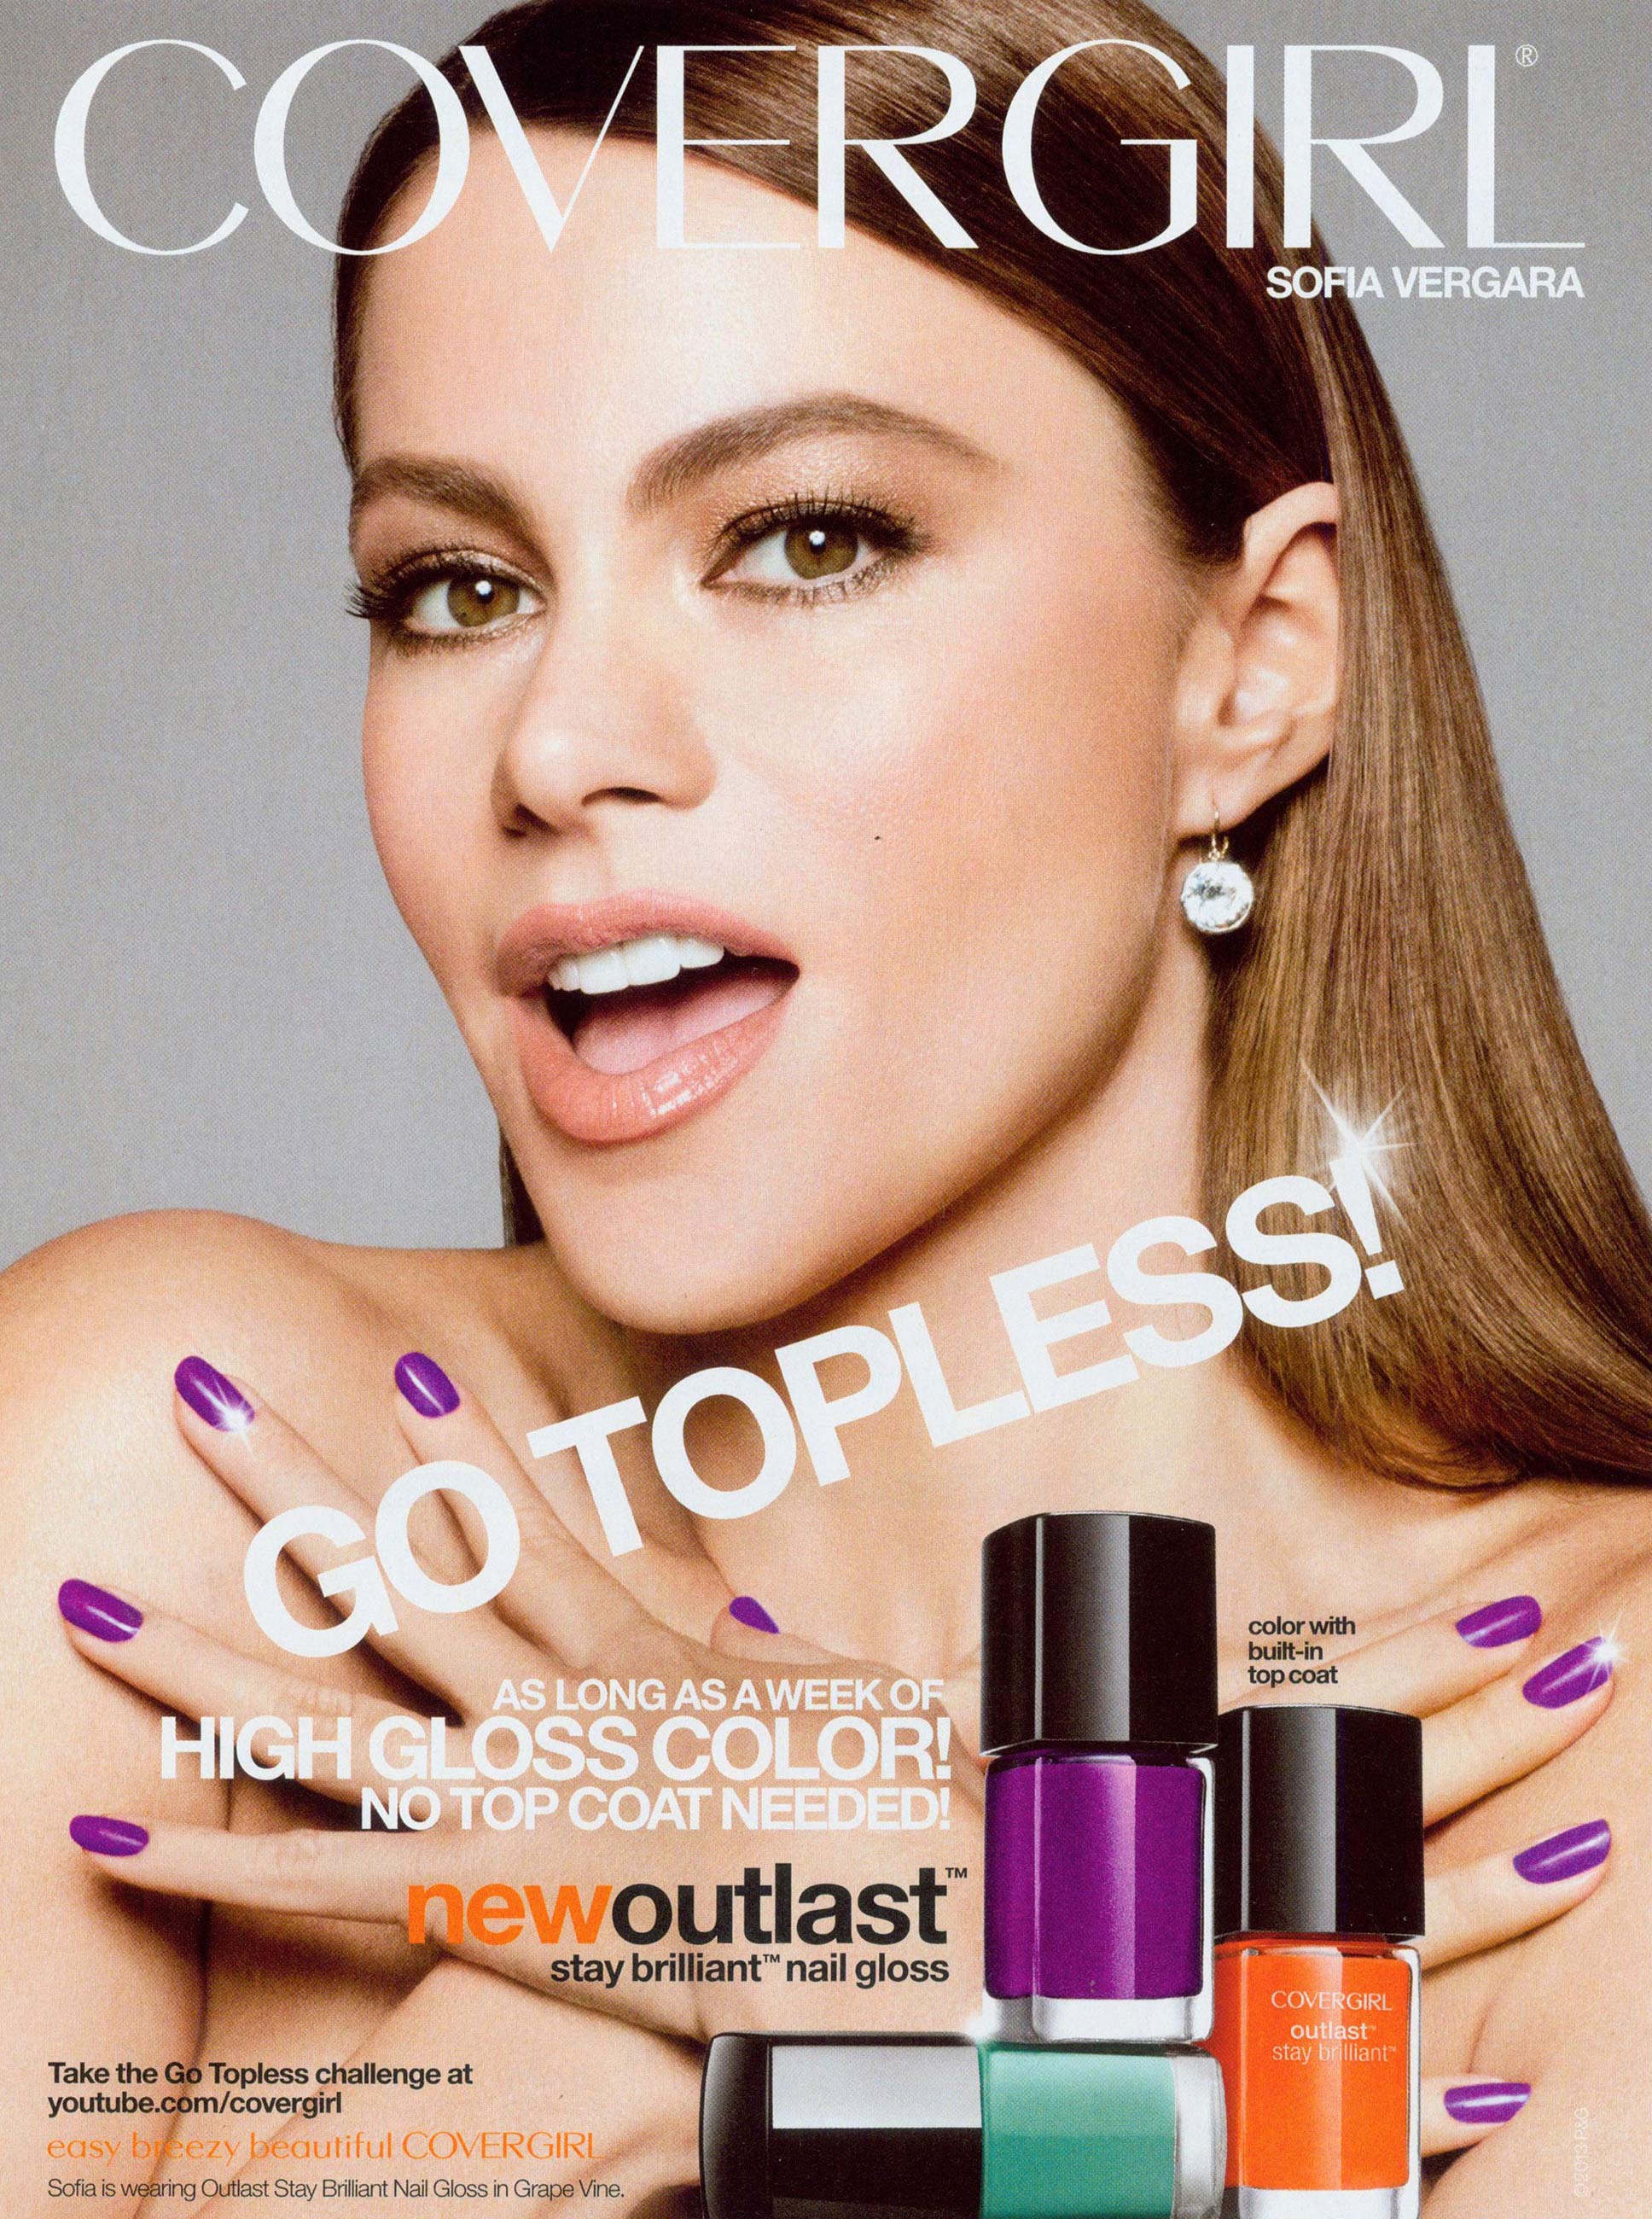 COVERGIRL®
SOFIA VERGARA
GO TOPLESS!
AS LONG AS A WEEK OF
HIGH GLOSS COLOR!
NO TOP COAT NEEDED!
newoutlast™
stay brilliant™ nail gloss
color with
built-in
top coat
COVERGIRL
outlast™
stay brilliant™
Take the Go Topless challenge at
youtube.com/covergirl
easy breezy beautiful COVERGIRL
Sofia is wearing Outlast Stay Brilliant Nail Gloss in Grape Vine.
©2013 P&G